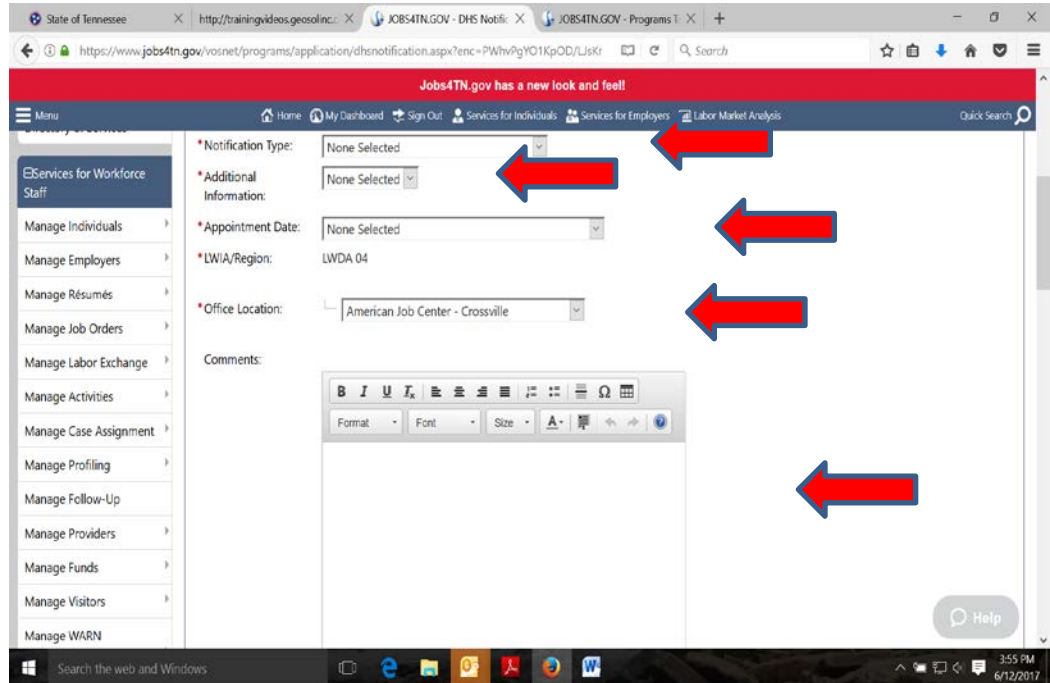 State of Tennessee
http://trainingvideos.geosolinc.c
JOBS4TN.GOV - DHS Notific
JOBS4TN.GOV - Programs T
https://www.jobs4tn.gov/vosnet/programs/application/dhsnotification.aspx?enc=PWhvPgYO1KpOD/LJsKr
Search
Jobs4TN.gov has a new look and feel!
Menu
Home My Dashboard Sign Out Services for Individuals Services for Employers Labor Market Analysis Quick Search
Services for Workforce Staff
Manage Individuals
Manage Employers
Manage Résumés
Manage Job Orders
Manage Labor Exchange
Manage Activities
Manage Case Assignment
Manage Profiling
Manage Follow-Up
Manage Providers
Manage Funds
Manage Visitors
Manage WARN
*Notification Type: None Selected
*Additional Information: None Selected
*Appointment Date: None Selected
*LWIA/Region: LWDA 04
*Office Location: American Job Center - Crossville
Comments:
B I U Tx Ω
Format Font Size A
Help
Search the web and Windows
3:55 PM
6/12/2017